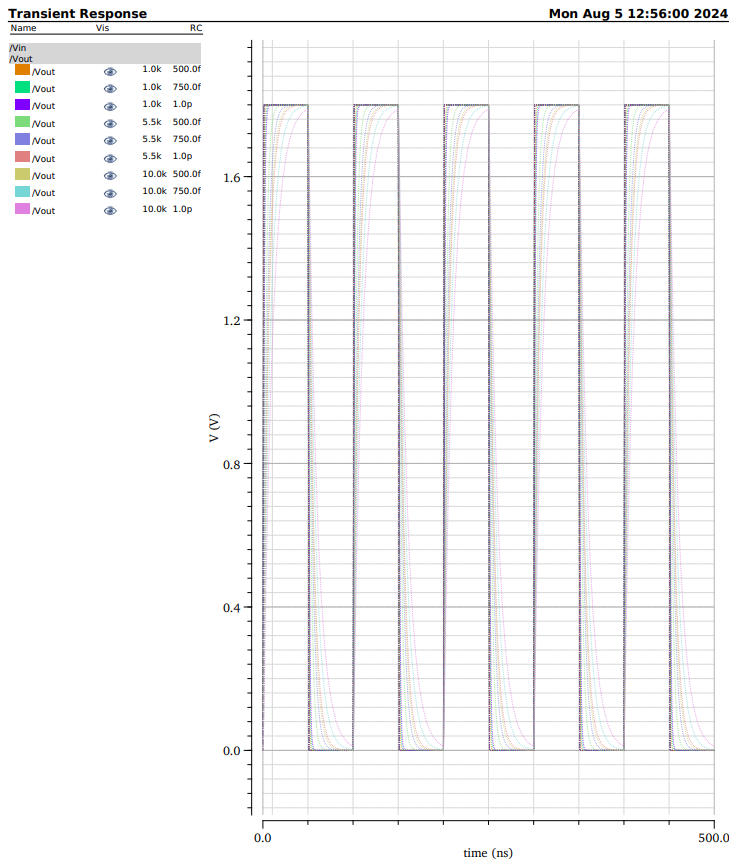 Transient Response Mon Aug 5 12:56:00 2024
Name Vis RC
/Vin
/Vout
/Vout 1.0k 500.0f
/Vout 1.0k 750.0f
/Vout 1.0k 1.0p
/Vout 5.5k 500.0f
/Vout 5.5k 750.0f
/Vout 5.5k 1.0p
/Vout 10.0k 500.0f
/Vout 10.0k 750.0f
/Vout 10.0k 1.0p
1.6
1.2
0.8
0.4
0.0
V (V)
0.0 500.0
time (ns)